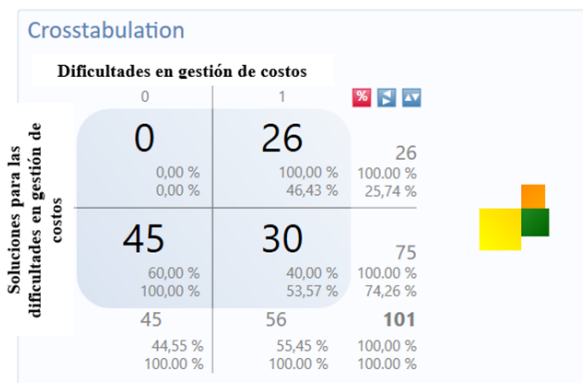 Crosstabulation
Dificultades en gestión de costos
0 1 %
Soluciones para las
dificultades en gestión de
costos
0 26 26
0,00 % 100,00 % 100.00 %
0,00 % 46,43 % 25,74 %
45 30 75
60,00 % 40,00 % 100.00 %
100,00 % 53,57 % 74,26 %
45 56 101
44,55 % 55,45 % 100,00 %
100.00 % 100.00 % 100.00 %